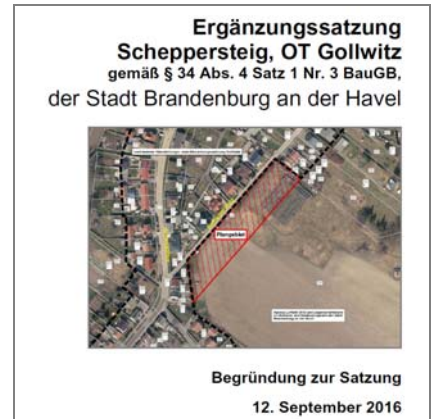 Ergänzungssatzung
Scheppersteig, OT Gollwitz
gemäß § 34 Abs. 4 Satz 1 Nr. 3 BauGB,
der Stadt Brandenburg an der Havel
Plangebiet
Begründung zur Satzung
12. September 2016